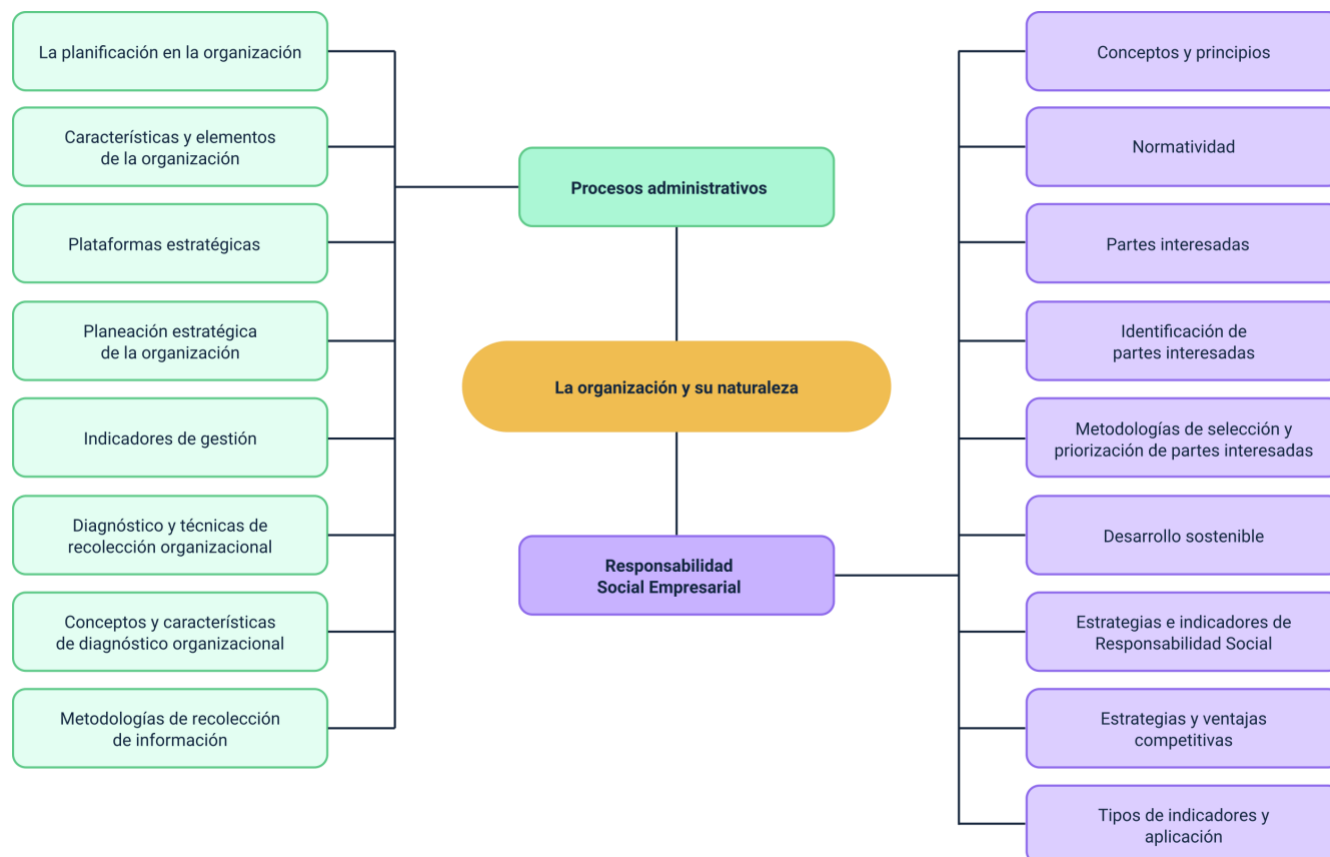 La planificación en la organización
Características y elementos
de la organización
Plataformas estratégicas
Planeación estratégica
de la organización
Indicadores de gestión
Diagnóstico y técnicas de
recolección organizacional
Conceptos y características
de diagnóstico organizacional
Metodologías de recolección
de información
Procesos administrativos
La organización y su naturaleza
Responsabilidad
Social Empresarial
Conceptos y principios
Normatividad
Partes interesadas
Identificación de
partes interesadas
Metodologías de selección y
priorización de partes interesadas
Desarrollo sostenible
Estrategias e indicadores de
Responsabilidad Social
Estrategias y ventajas
competitivas
Tipos de indicadores y
aplicación